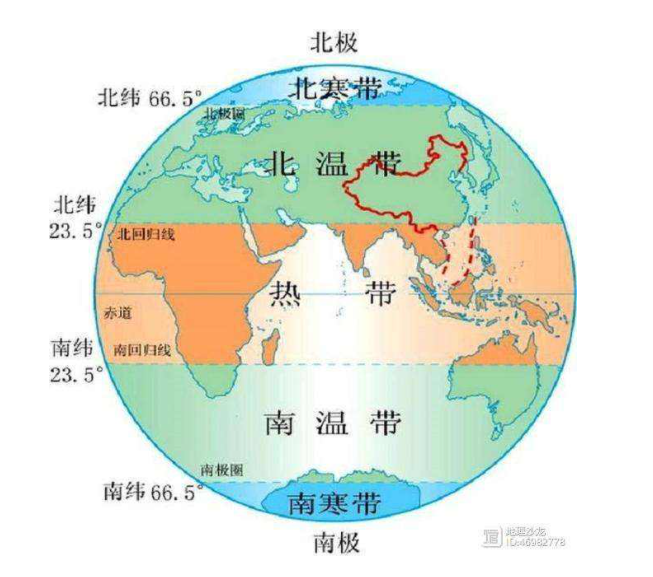 北极
北寒带
北纬 66.5°
北极圈
北 温 带
北纬
23.5°
北回归线
热 带
赤道
南纬
23.5°
南回归线
南 温 带
南极圈
南纬 66.5°
南寒带
南极
地理沙龙
ID:46982778